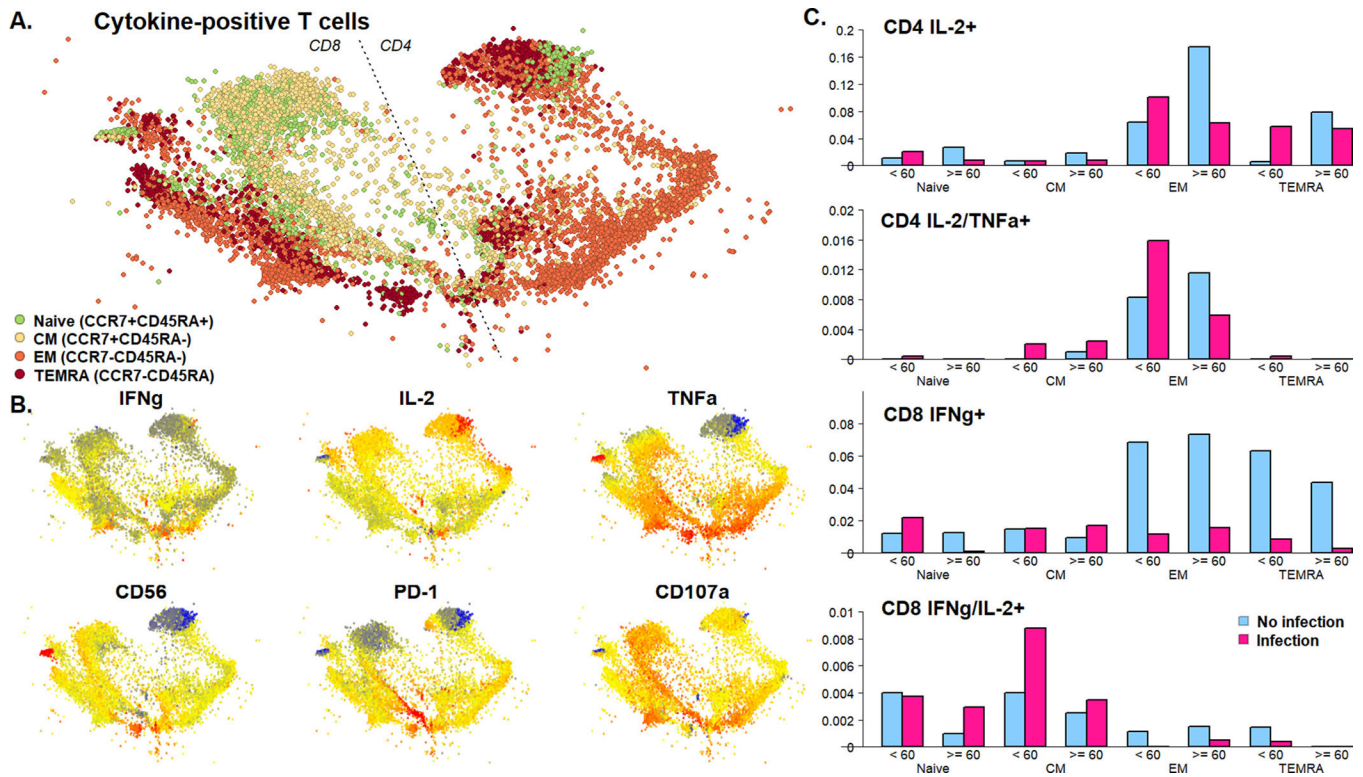 A.
Cytokine-positive T cells
CD8
CD4
Naive (CCR7+CD45RA+)
CM (CCR7+CD45RA-)
EM (CCR7-CD45RA-)
TEMRA (CCR7-CD45RA)
B.
IFNg
IL-2
TNFa
CD56
PD-1
CD107a
C.
CD4 IL-2+
0.2
0.16
0.12
0.08
0.04
0
< 60 >= 60 < 60 >= 60 < 60 >= 60 < 60 >= 60
Naive CM EM TEMRA
CD4 IL-2/TNFa+
0.02
0.016
0.012
0.008
0.004
0
< 60 >= 60 < 60 >= 60 < 60 >= 60 < 60 >= 60
Naive CM EM TEMRA
CD8 IFNg+
0.08
0.06
0.04
0.02
0
< 60 >= 60 < 60 >= 60 < 60 >= 60 < 60 >= 60
Naive CM EM TEMRA
CD8 IFNg/IL-2+
No infection
Infection
0.01
0.008
0.006
0.004
0.002
0
< 60 >= 60 < 60 >= 60 < 60 >= 60 < 60 >= 60
Naive CM EM TEMRA